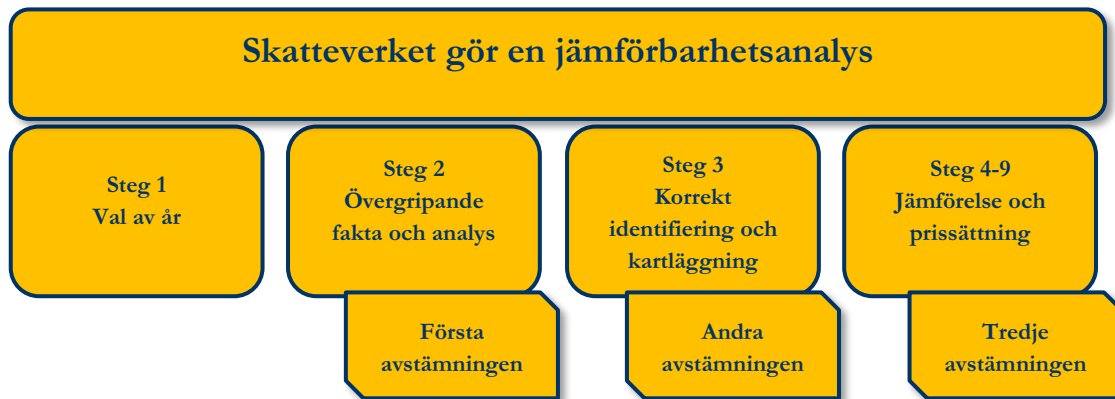 Skatteverket gör en jämförbarhetsanalys
Steg 1
Val av år
Steg 2
Övergripande
fakta och analys
Steg 3
Korrekt
identifiering och
kartläggning
Steg 4-9
Jämförelse och
prissättning
Första
avstämningen
Andra
avstämningen
Tredje
avstämningen